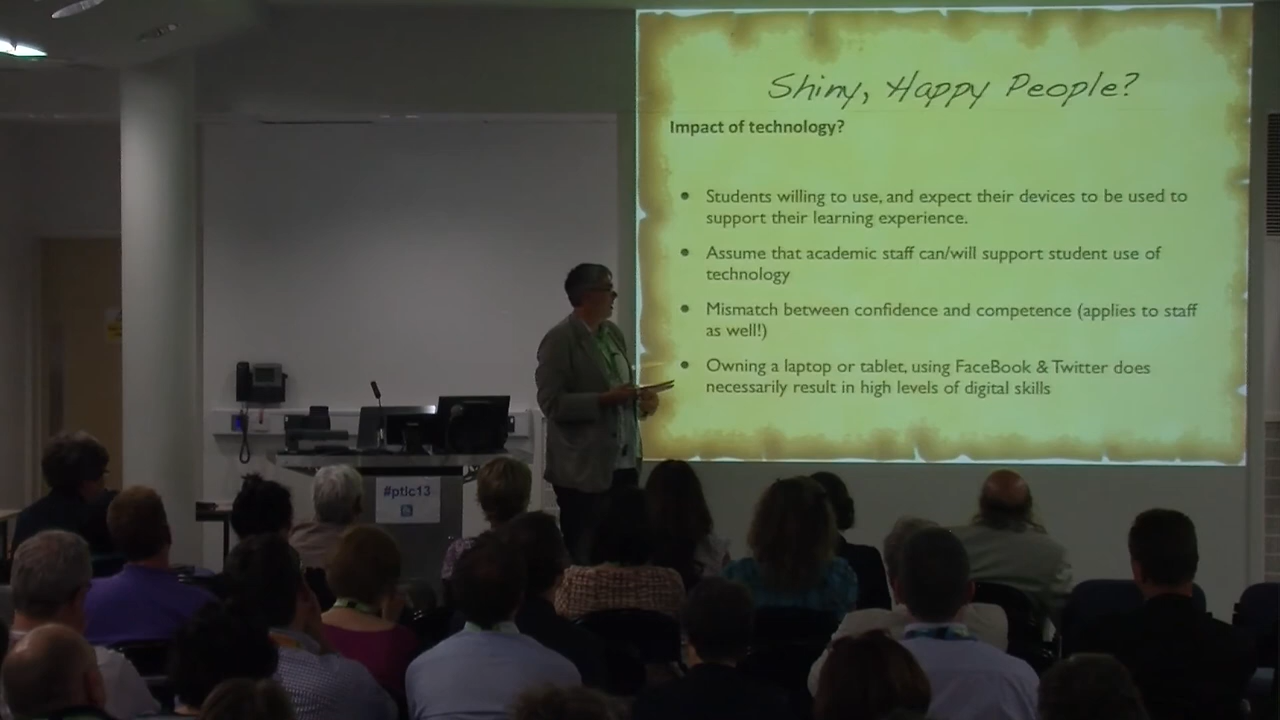 Shiny, Happy People?
Impact of technology?
• Students willing to use, and expect their devices to be used to
support their learning experience.
• Assume that academic staff can/will support student use of
technology
• Mismatch between confidence and competence (applies to staff
as well!)
• Owning a laptop or tablet, using FaceBook & Twitter does
necessarily result in high levels of digital skills
#ptlc13